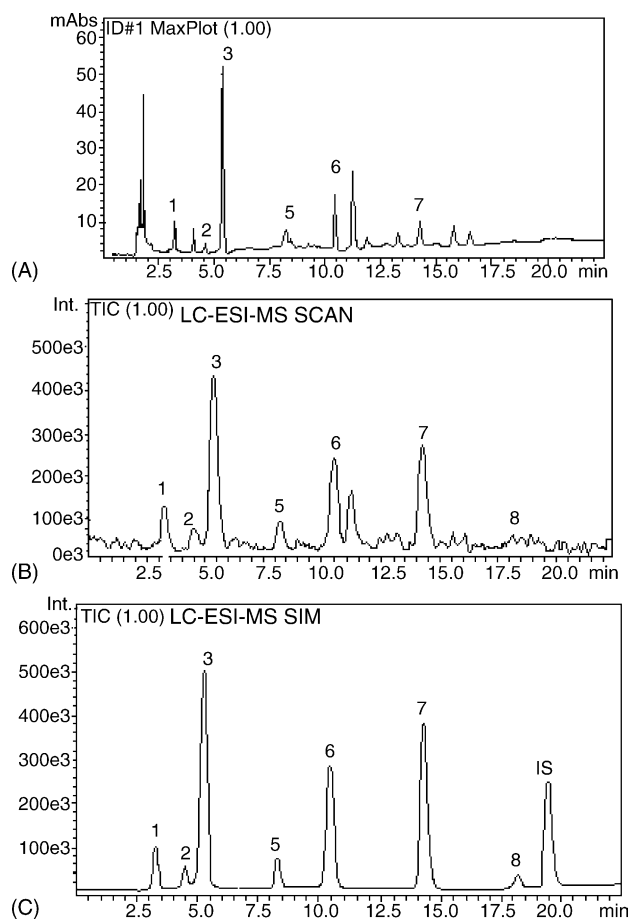 mAbs
ID#1 MaxPlot (1.00)
60
50
40
30
20
10
3
1
2
5
6
7
2.5 5.0 7.5 10.0 12.5 15.0 17.5 20.0 min
(A)
Int.
TIC (1.00) LC-ESI-MS SCAN
500e3
400e3
300e3
200e3
100e3
0e3
3
1
2
5
6
7
8
2.5 5.0 7.5 10.0 12.5 15.0 17.5 20.0 min
(B)
Int.
TIC (1.00) LC-ESI-MS SIM
600e3
500e3
400e3
300e3
200e3
100e3
3
1
2
5
6
7
8
IS
2.5 5.0 7.5 10.0 12.5 15.0 17.5 20.0 min
(C)